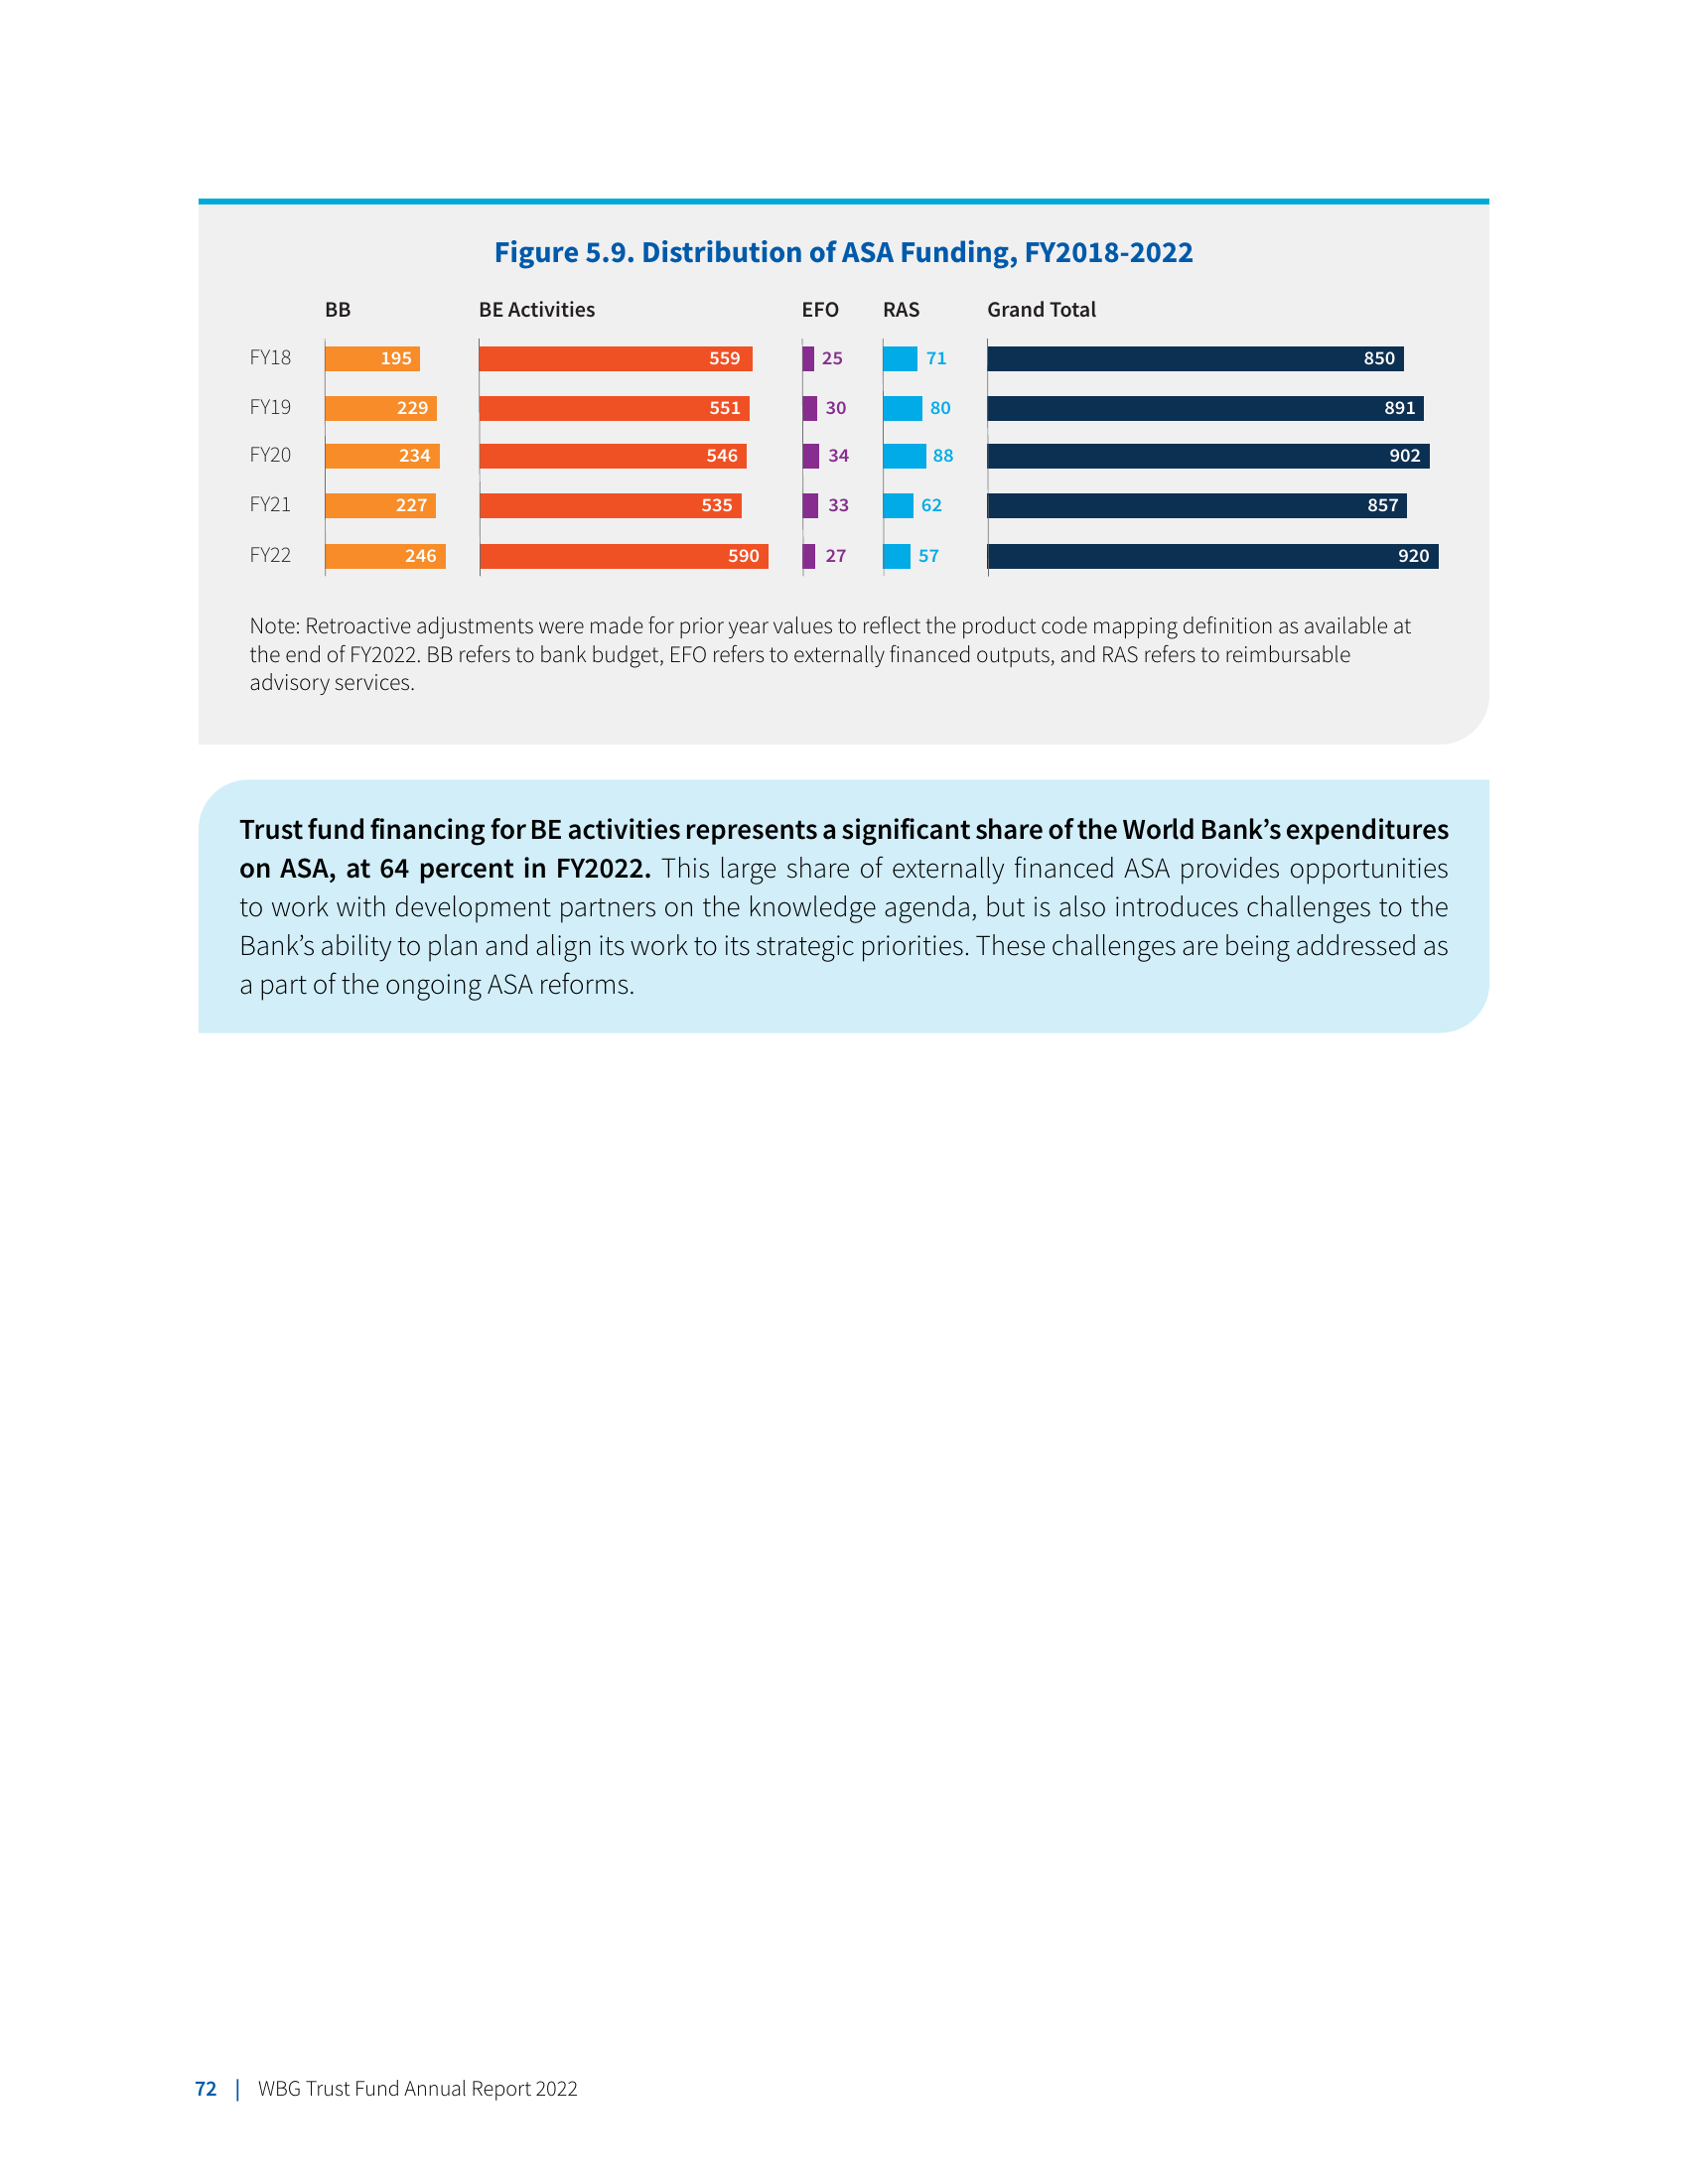 Figure 5.9. Distribution of ASA Funding, FY2018-2022
BB BE Activities EFO RAS Grand Total
FY18 195 559 25 71 850
FY19 229 551 30 80 891
FY20 234 546 34 88 902
FY21 227 535 33 62 857
FY22 246 590 27 57 920
Note: Retroactive adjustments were made for prior year values to reflect the product code mapping definition as available at
the end of FY2022. BB refers to bank budget, EFO refers to externally financed outputs, and RAS refers to reimbursable
advisory services.
Trust fund financing for BE activities represents a significant share of the World Bank’s expenditures
on ASA, at 64 percent in FY2022. This large share of externally financed ASA provides opportunities
to work with development partners on the knowledge agenda, but is also introduces challenges to the
Bank’s ability to plan and align its work to its strategic priorities. These challenges are being addressed as
a part of the ongoing ASA reforms.
72 | WBG Trust Fund Annual Report 2022